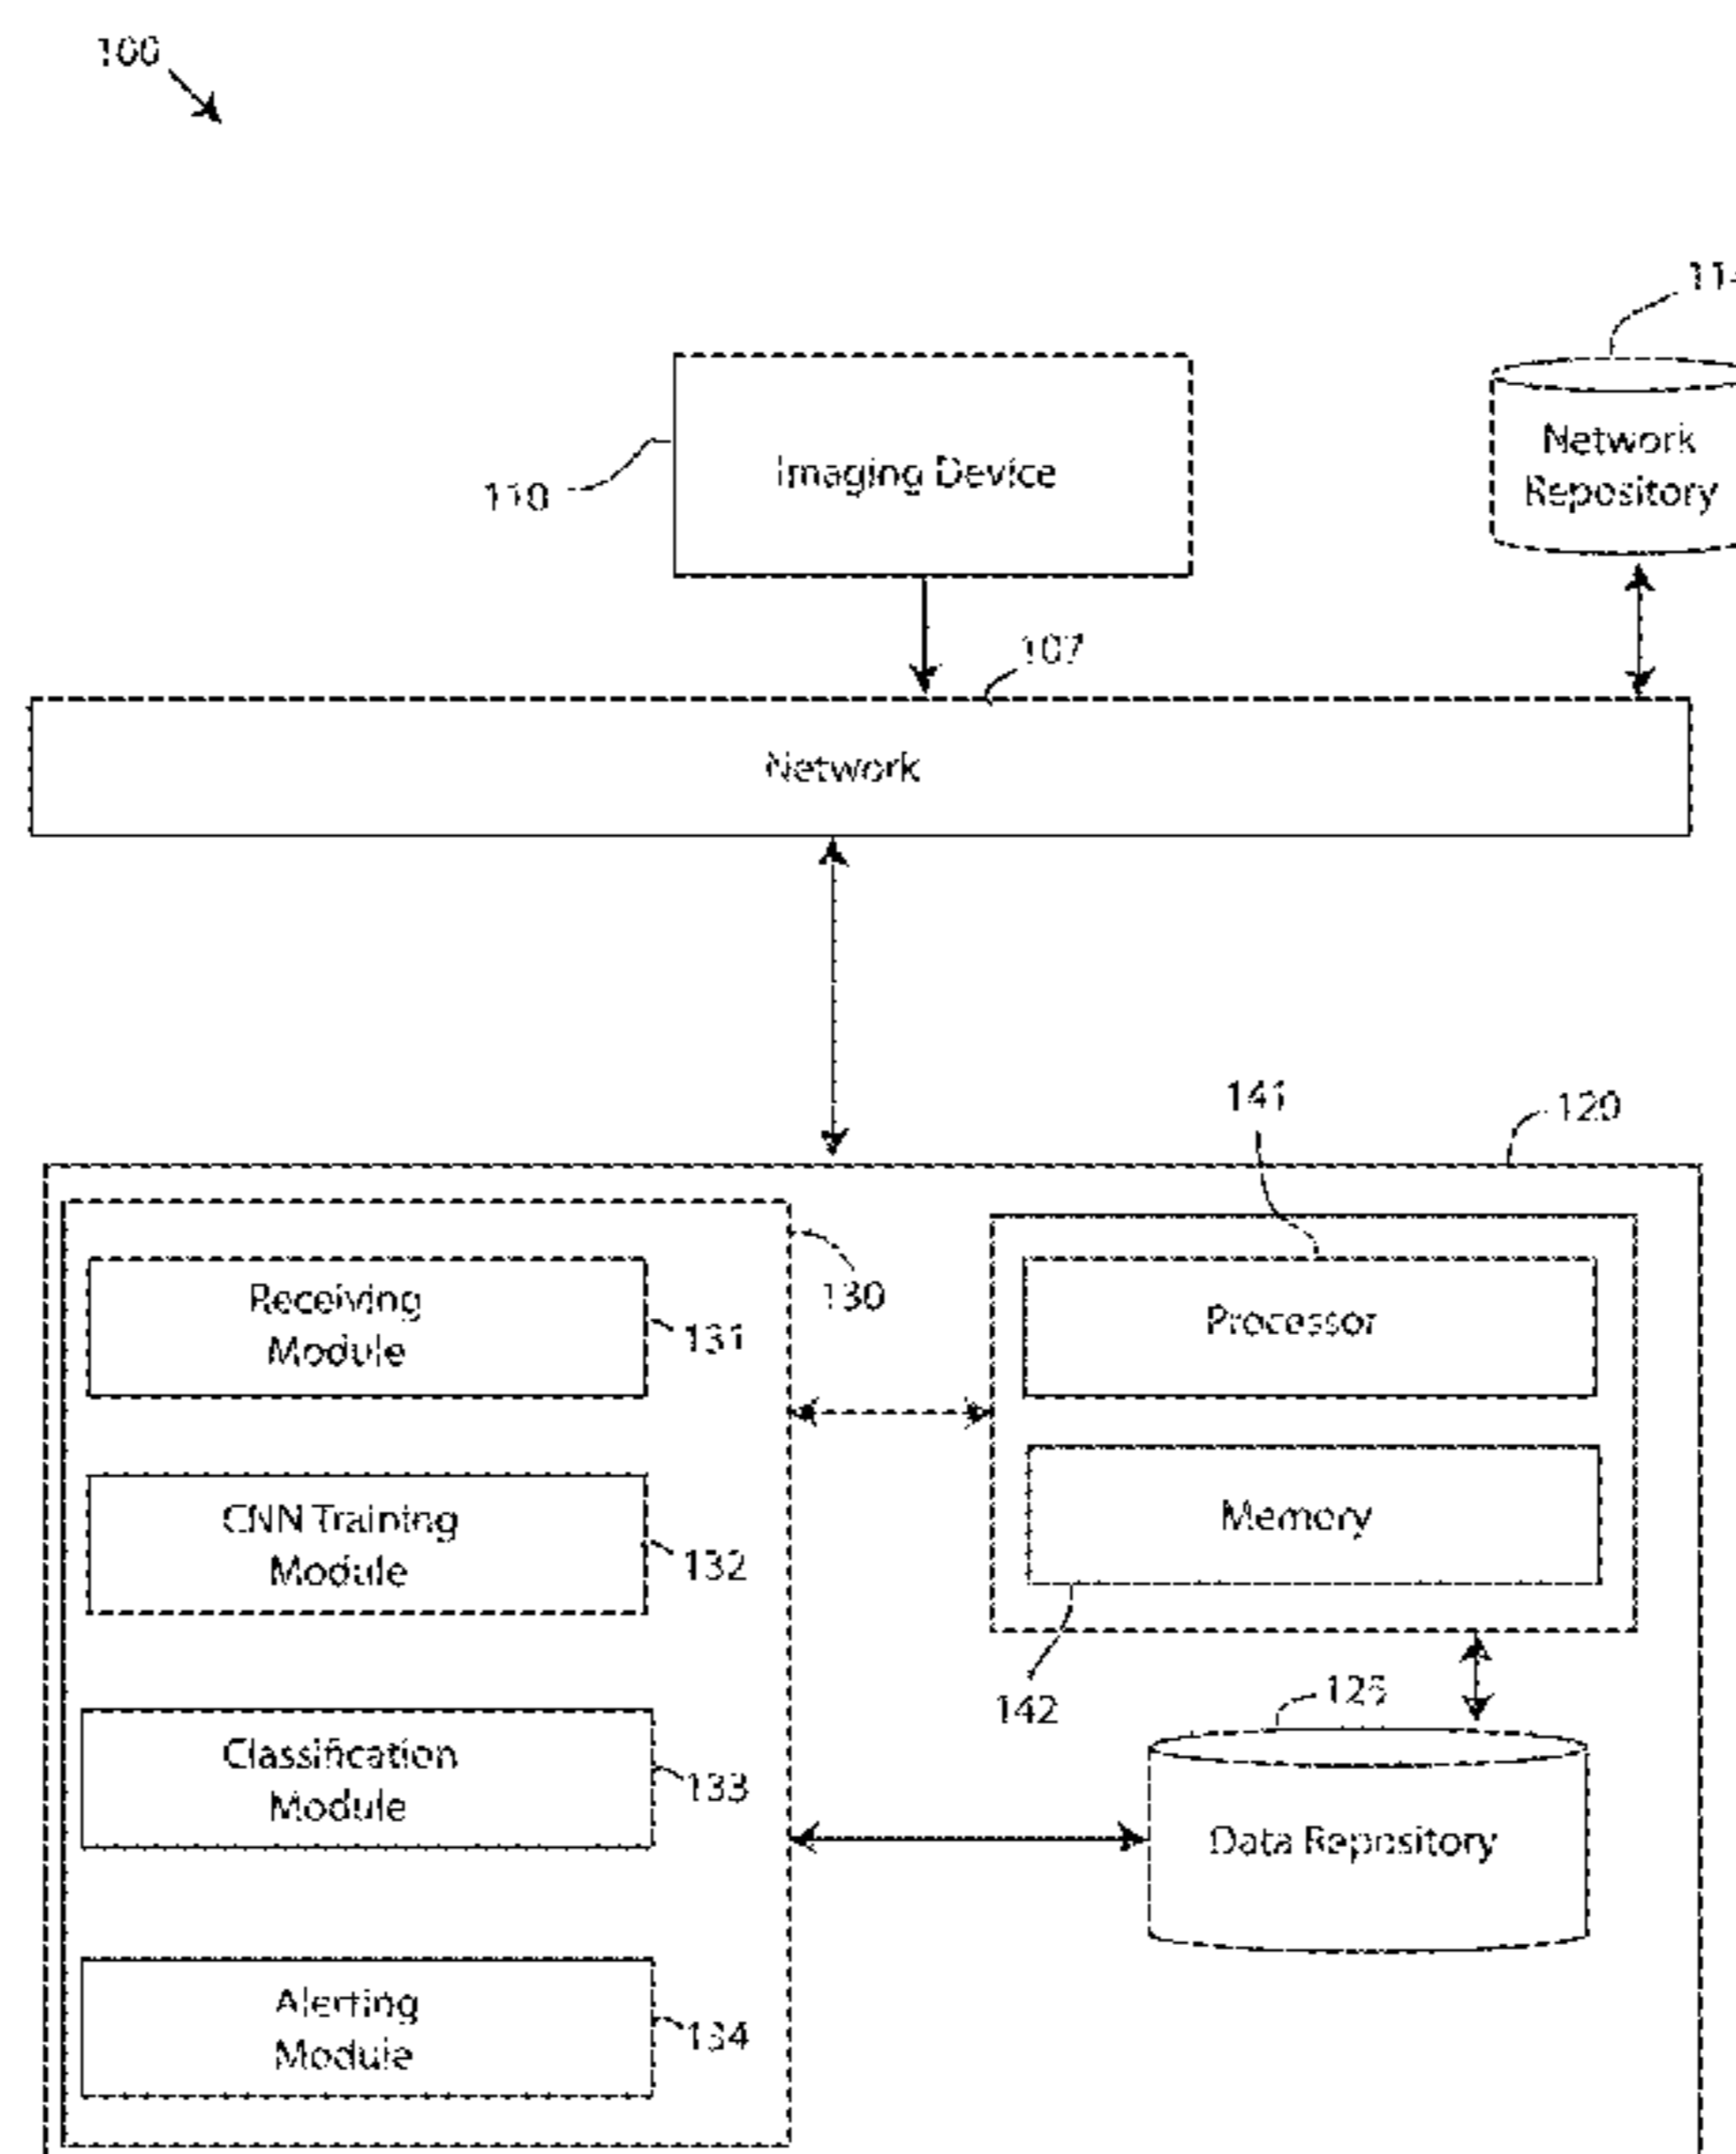 100
Network
Repository
110
Imaging Device
107
Network
141
120
130
Receiving
Module
131
Processor
CNN Training
Module
132
Memory
142
125
Classification
Module
133
Data Repository
Alerting
Module
134